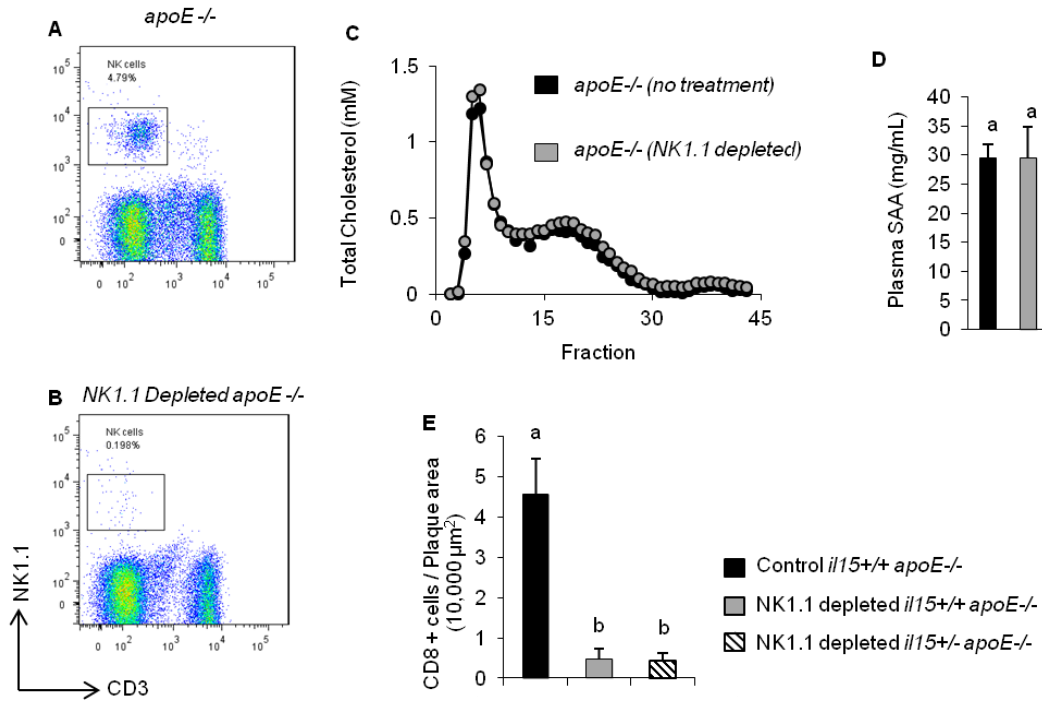 A
apoE -/-
NK cells
4.79%
10^5
10^4
10^3
10^2
0
0
10^2
10^3
10^4
10^5
B
NK1.1 Depleted apoE -/-
NK cells
0.198%
10^5
10^4
10^3
10^2
0
0
10^2
10^3
10^4
10^5
NK1.1
CD3
C
Total Cholesterol (mM)
1.5
1
0.5
0
0
15
30
45
Fraction
apoE-/- (no treatment)
apoE-/- (NK1.1 depleted)
D
Plasma SAA (mg/mL)
40
35
30
25
20
15
10
5
0
a
a
E
CD8+ cells / Plaque area
(10,000 µm²)
6
5
4
3
2
1
0
a
b
b
Control il15+/+ apoE-/-
NK1.1 depleted il15+/+ apoE-/-
NK1.1 depleted il15+/- apoE-/-